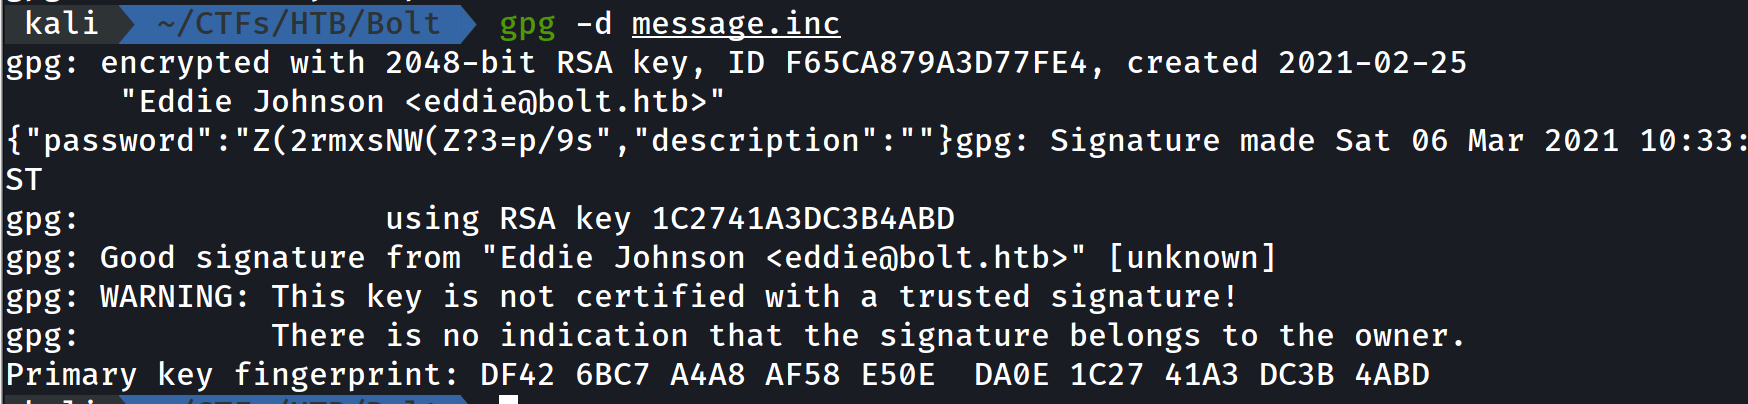 kali ~/CTFs/HTB/Bolt gpg -d message.inc
gpg: encrypted with 2048-bit RSA key, ID F65CA879A3D77FE4, created 2021-02-25
"Eddie Johnson <eddie@bolt.htb>"
{"password":"Z(2rmxsNW(Z?3=p/9s","description":""}gpg: Signature made Sat 06 Mar 2021 10:33:
ST
gpg: using RSA key 1C2741A3DC3B4ABD
gpg: Good signature from "Eddie Johnson <eddie@bolt.htb>" [unknown]
gpg: WARNING: This key is not certified with a trusted signature!
gpg: There is no indication that the signature belongs to the owner.
Primary key fingerprint: DF42 6BC7 A4A8 AF58 E50E DA0E 1C27 41A3 DC3B 4ABD